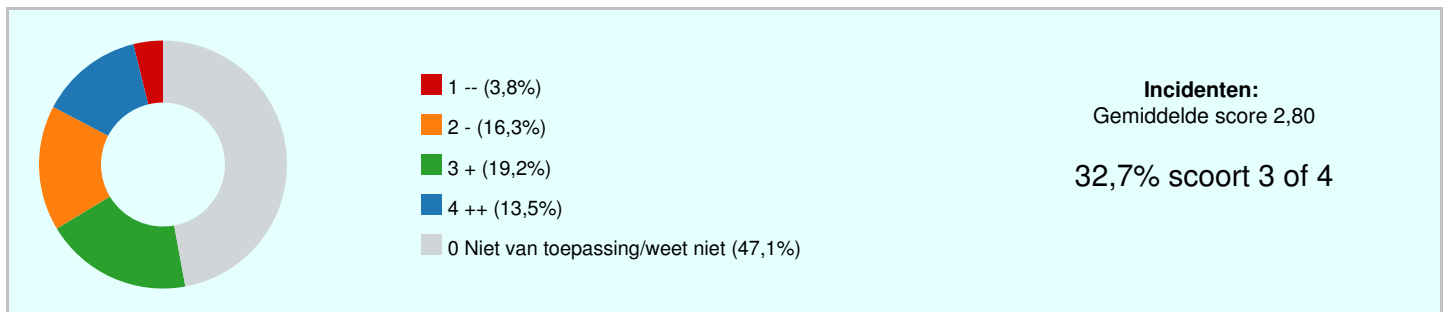 1 -- (3,8%)
2 - (16,3%)
3 + (19,2%)
4 ++ (13,5%)
0 Niet van toepassing/weet niet (47,1%)
Incidenten:
Gemiddelde score 2,80
32,7% scoort 3 of 4